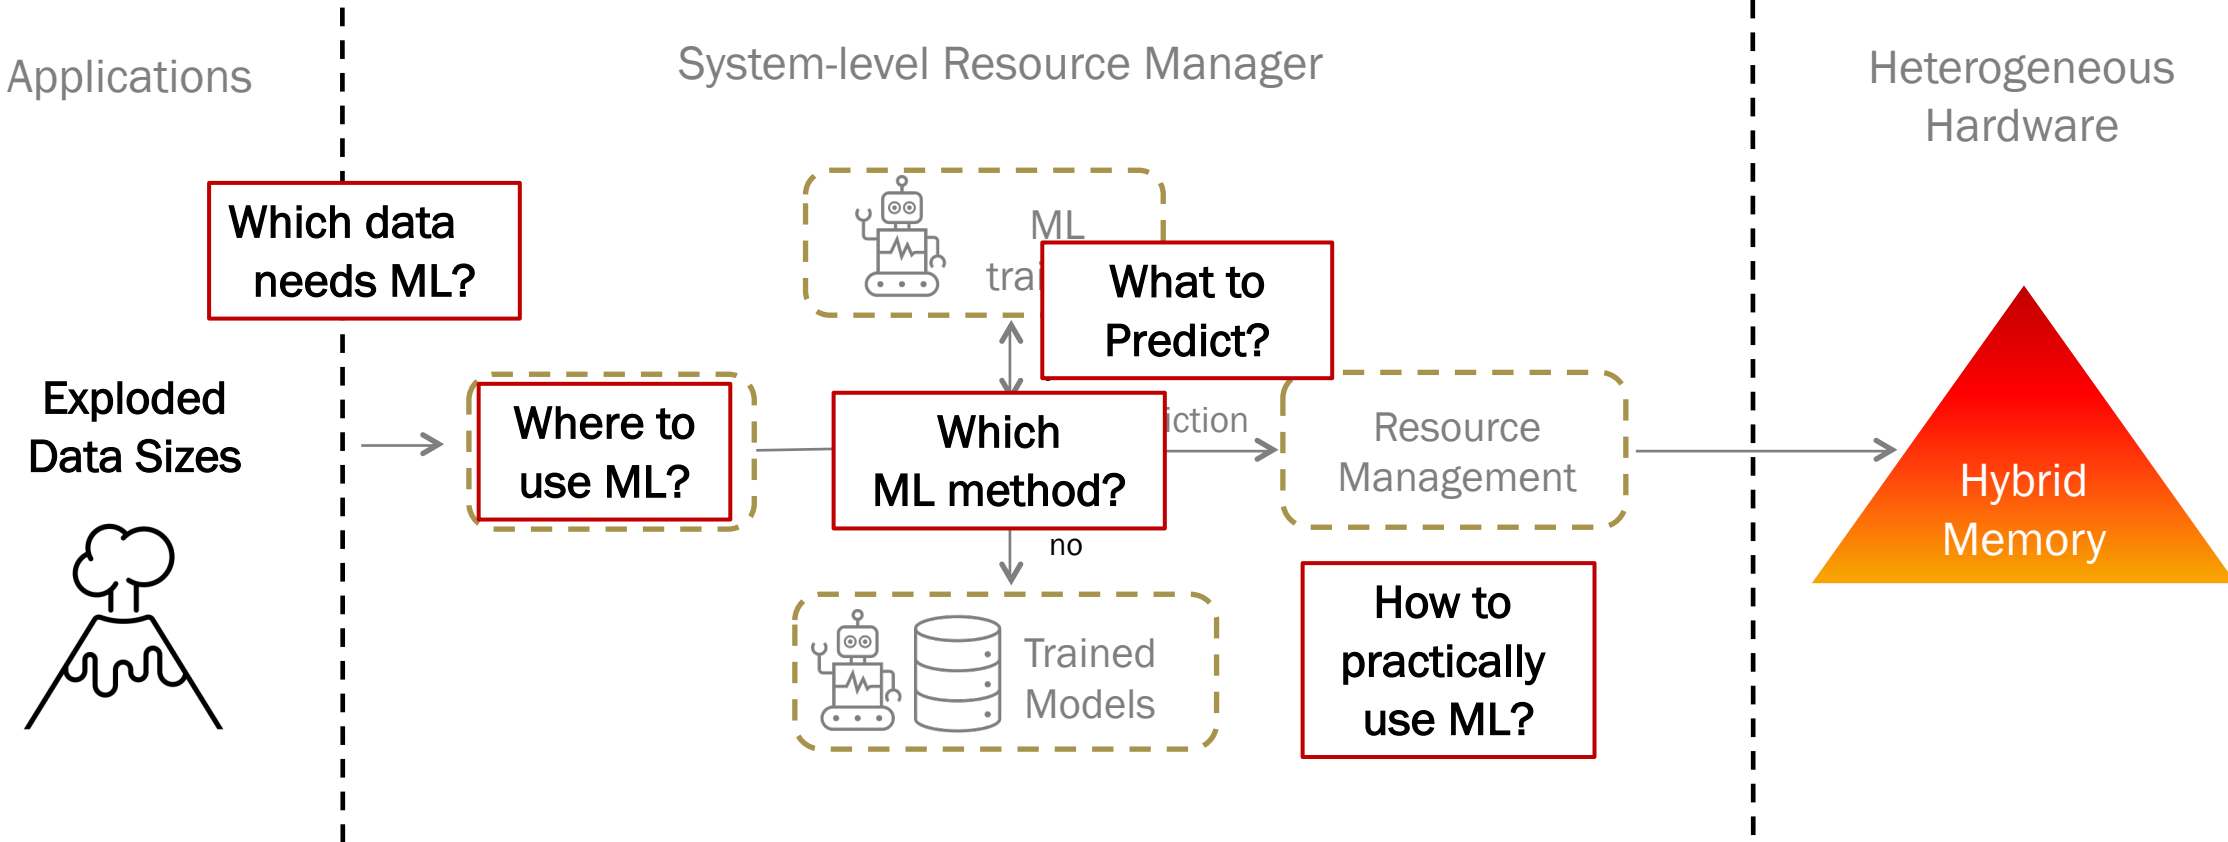 Applications
System-level Resource Manager
Heterogeneous
Hardware
Which data
needs ML?
ML
What to
Predict?
Exploded
Data Sizes
Where to
use ML?
Which
ML method?
Resource
Management
Hybrid
Memory
no
Trained
Models
How to
practically
use ML?